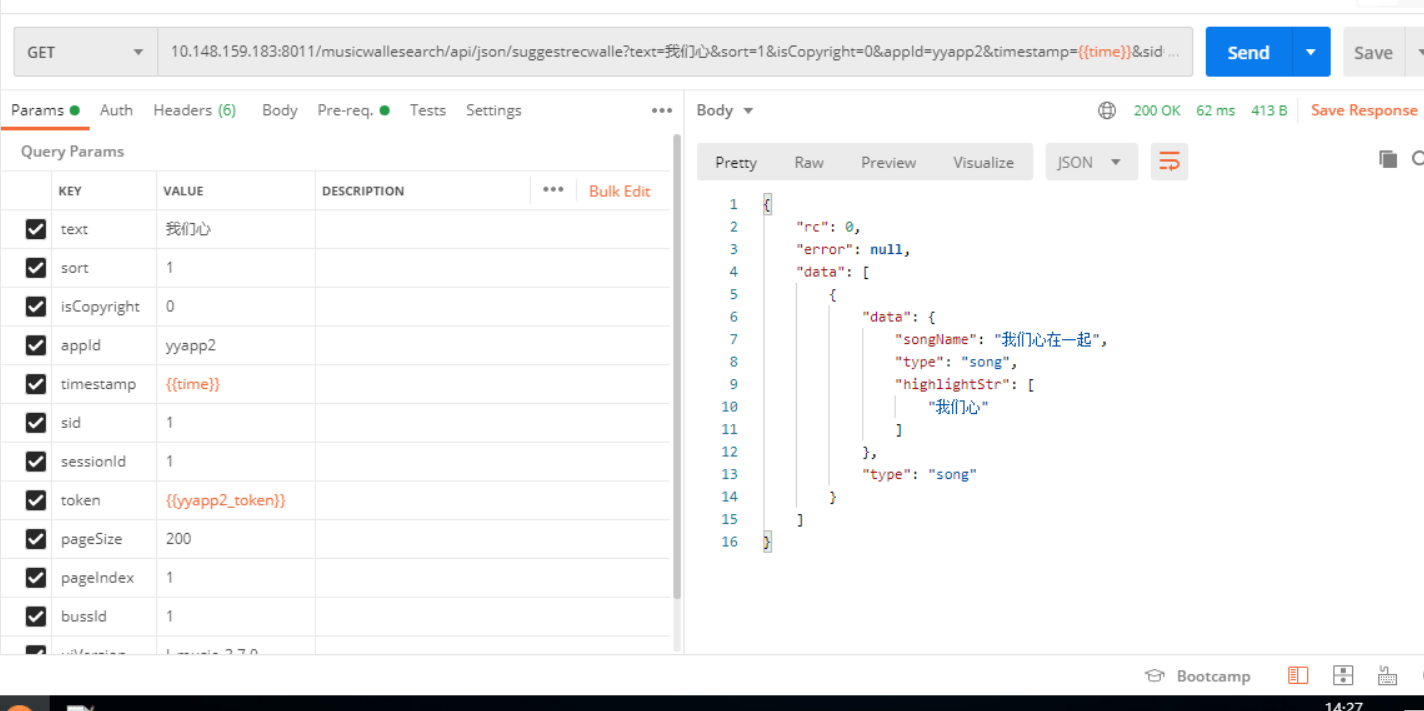 GET 10.148.159.183:8011/musicwallesearch/api/json/suggestrecwalle?text=我们心&sort=1&isCopyright=0&appId=yyapp2&timestamp={{time}}&sid ... Send Save
Params Auth Headers (6) Body Pre-req. Tests Settings
Query Params
KEY VALUE DESCRIPTION Bulk Edit
text 我们心
sort 1
isCopyright 0
appId yyapp2
timestamp {{time}}
sid 1
sessionId 1
token {{yyapp2_token}}
pageSize 200
pageIndex 1
bussId 1
Body 200 OK 62 ms 413 B Save Response
Pretty Raw Preview Visualize JSON
1 {
2 "rc": 0,
3 "error": null,
4 "data": [
5 {
6 "data": {
7 "songName": "我们心在一起",
8 "type": "song",
9 "highlightStr": [
10 "我们心"
11 ]
12 },
13 "type": "song"
14 }
15 ]
16 }
Bootcamp
14:27